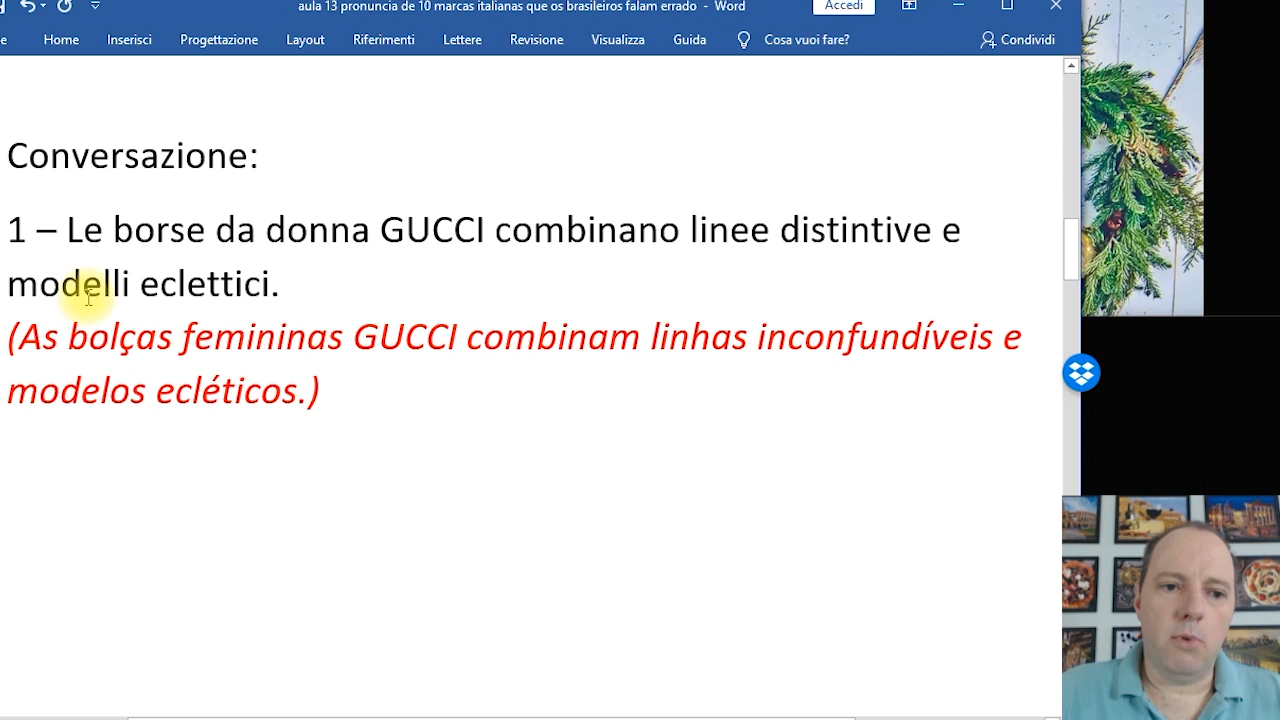 aula 13 pronuncia de 10 marcas italianas que os brasileiros falam errado - Word
Accedi
Home Inserisci Progettazione Layout Riferimenti Lettere Revisione Visualizza Guida Cosa vuoi fare? Condividi
Conversazione:
1 – Le borse da donna GUCCI combinano linee distintive e
modelli eclettici.
(As bolças femininas GUCCI combinam linhas inconfundíveis e
modelos ecléticos.)